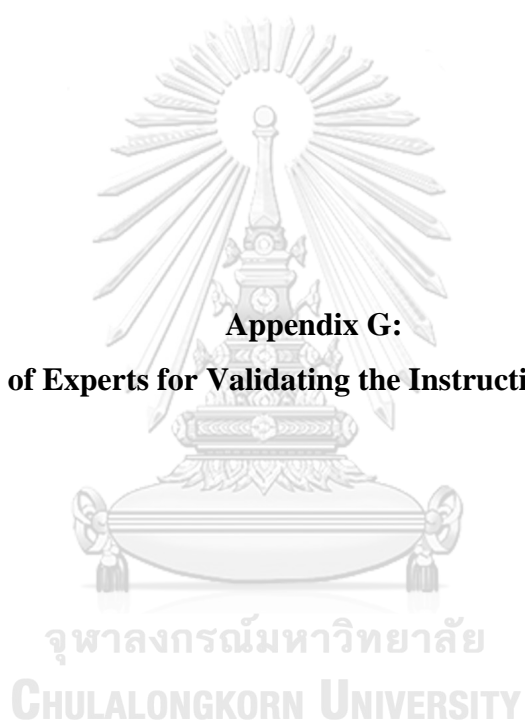 Appendix G:
of Experts for Validating the Instructi
จุฬาลงกรณ์มหาวิทยาลัย
CHULALONGKORN UNIVERSITY